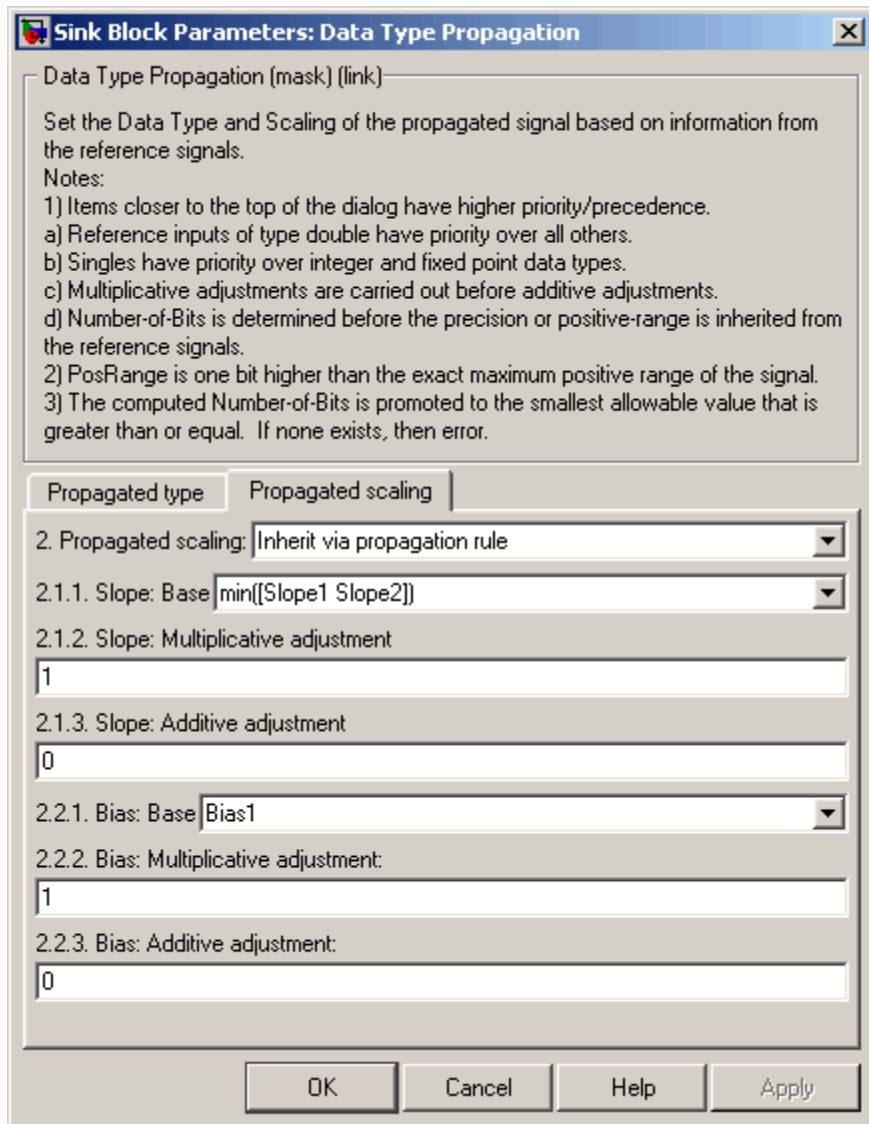 Sink Block Parameters: Data Type Propagation
Data Type Propagation (mask) (link)
Set the Data Type and Scaling of the propagated signal based on information from
the reference signals.
Notes:
1) Items closer to the top of the dialog have higher priority/precedence.
a) Reference inputs of type double have priority over all others.
b) Singles have priority over integer and fixed point data types.
c) Multiplicative adjustments are carried out before additive adjustments.
d) Number-of-Bits is determined before the precision or positive-range is inherited from
the reference signals.
2) PosRange is one bit higher than the exact maximum positive range of the signal.
3) The computed Number-of-Bits is promoted to the smallest allowable value that is
greater than or equal.  If none exists, then error.
Propagated type Propagated scaling
2. Propagated scaling: Inherit via propagation rule
2.1.1. Slope: Base min([Slope1 Slope2])
2.1.2. Slope: Multiplicative adjustment
1
2.1.3. Slope: Additive adjustment
0
2.2.1. Bias: Base Bias1
2.2.2. Bias: Multiplicative adjustment:
1
2.2.3. Bias: Additive adjustment:
0
OK Cancel Help Apply